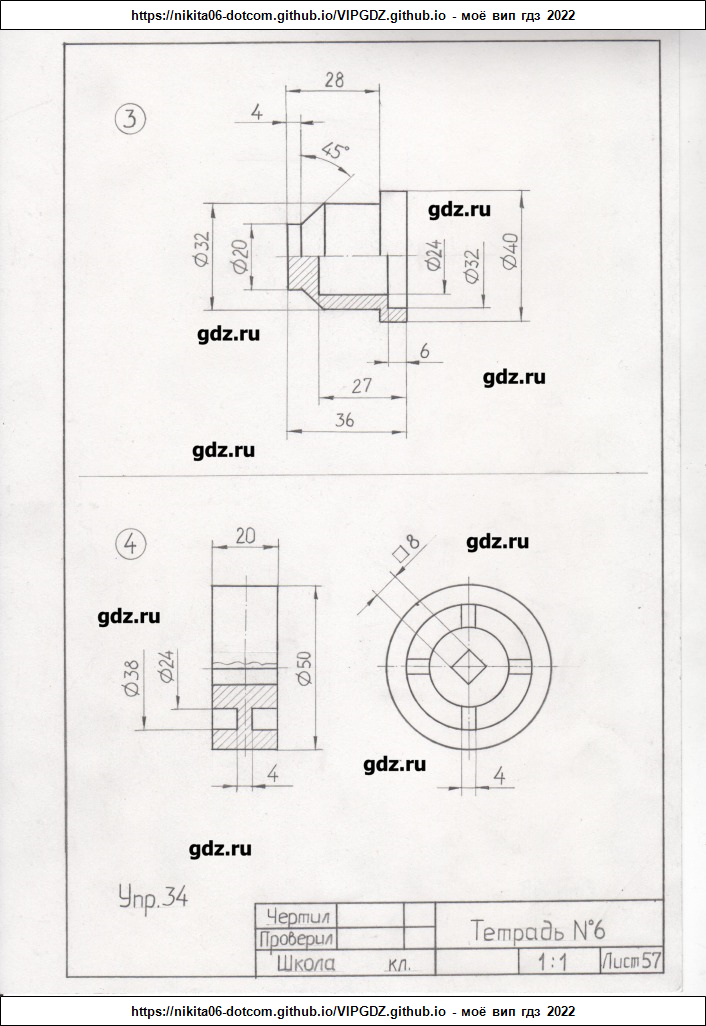 https://nikita06-dotcom.github.io/VIPGDZ.github.io - моё вип гдз 2022
3
28
4
45°
gdz.ru
Ø32
Ø20
Ø24
Ø32
Ø40
gdz.ru
6
gdz.ru
27
36
gdz.ru
4
20
□8
gdz.ru
gdz.ru
Ø38
Ø24
Ø50
gdz.ru
4
4
gdz.ru
Упр.34
Чертил
Проверил
Тетрадь №6
Школа кл.
1:1
Лист 57
https://nikita06-dotcom.github.io/VIPGDZ.github.io - моё вип гдз 2022